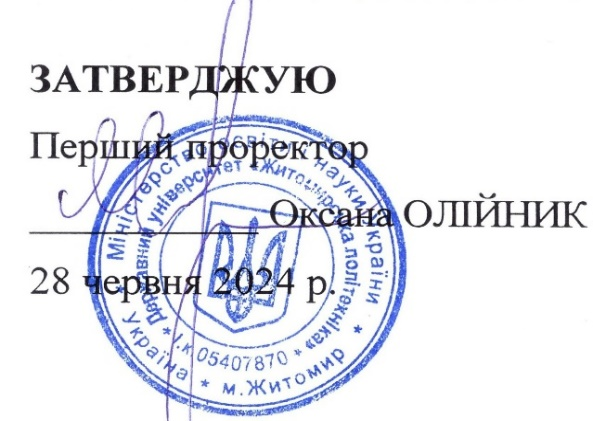 ЗАТВЕРДЖУЮ
Перший проректор
Оксана ОЛІЙНИК
28 червня 2024 р.
Міністерство освіти і науки України
* Україна * м.Житомир *
Державний університет «Житомирська політехніка»
* І.к.05407870 *